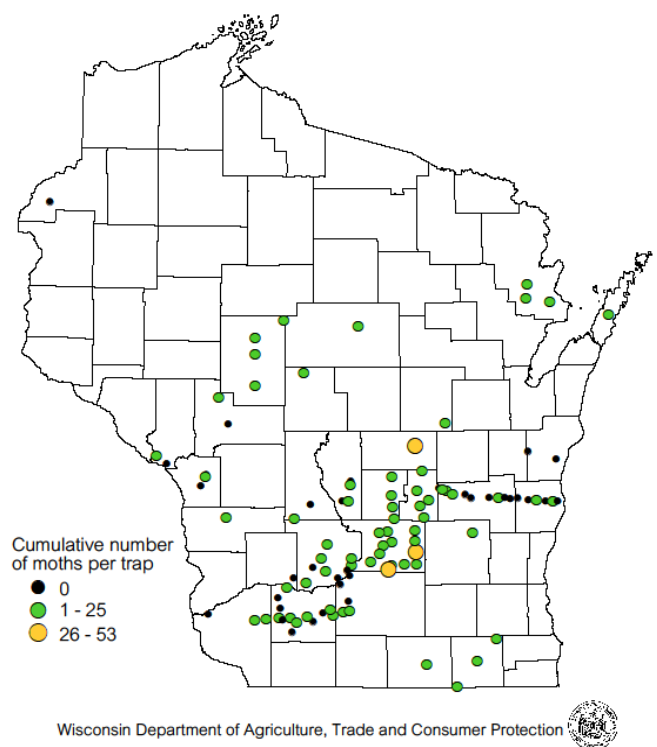 Cumulative number
of moths per trap
0
1 - 25
26 - 53
Wisconsin Department of Agriculture, Trade and Consumer Protection